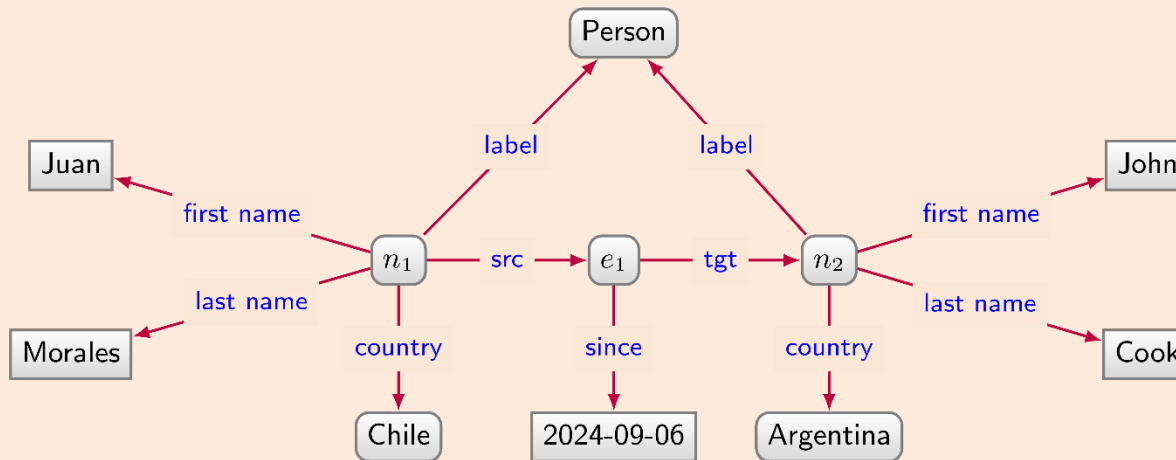 Person
label
label
Juan
John
first name
first name
n₁
src
e₁
tgt
n₂
last name
last name
Morales
country
since
country
Cook
Chile
2024-09-06
Argentina